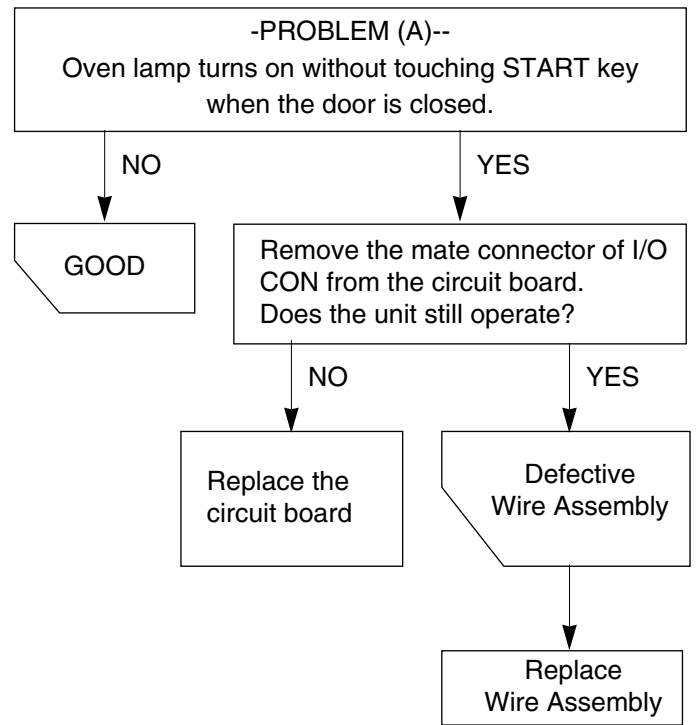 -PROBLEM (A)--
Oven lamp turns on without touching START key
when the door is closed.
NO
YES
GOOD
Remove the mate connector of I/O
CON from the circuit board.
Does the unit still operate?
NO
YES
Replace the
circuit board
Defective
Wire Assembly
Replace
Wire Assembly